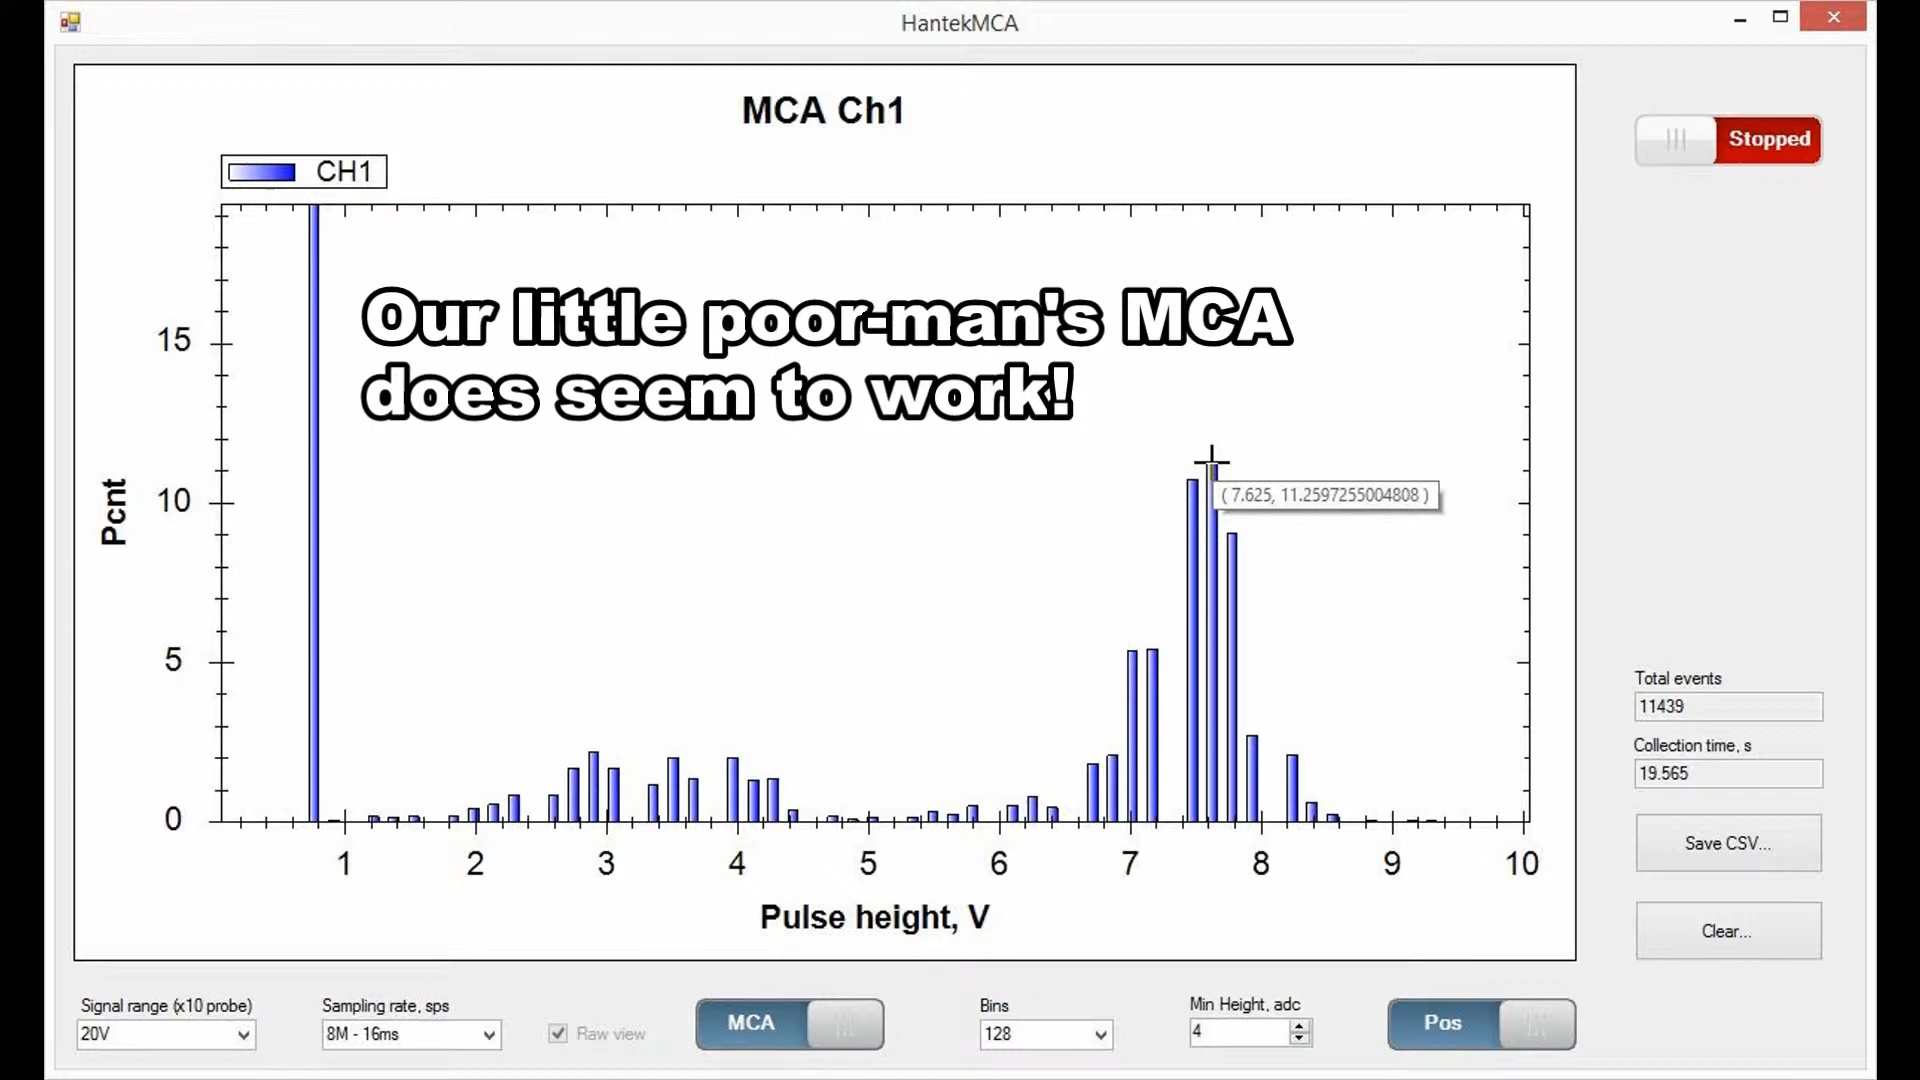 HantekMCA
MCA Ch1
CH1
Stopped
Our little poor-man's MCA
does seem to work!
15
10
5
0
Pcnt
( 7.625, 11.2597255004808 )
1 2 3 4 5 6 7 8 9 10
Pulse height, V
Total events
11439
Collection time, s
19.565
Save CSV...
Clear...
Signal range (x10 probe)
20V
Sampling rate, sps
8M - 16ms
Raw view
MCA
Bins
128
Min Height, adc
4
Pos